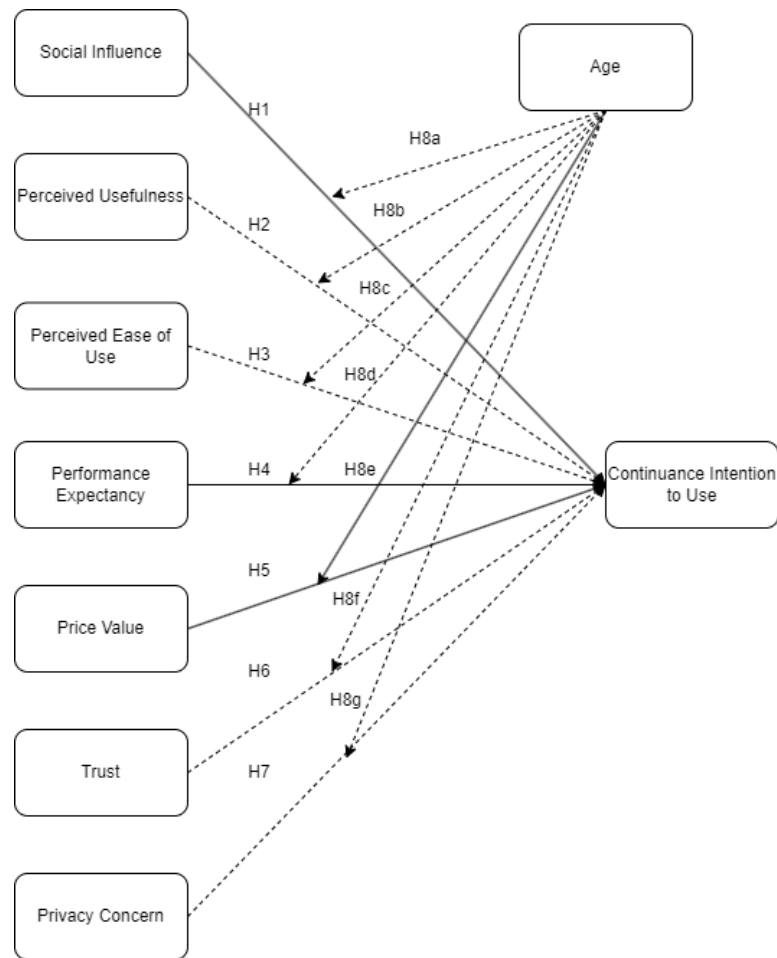 Social Influence
Age
H1
H8a
Perceived Usefulness
H2
H8b
H8c
Perceived Ease of
Use
H3
H8d
Performance
Expectancy
H4
H8e
Continuance Intention
to Use
H5
Price Value
H8f
H6
H8g
Trust
H7
Privacy Concern